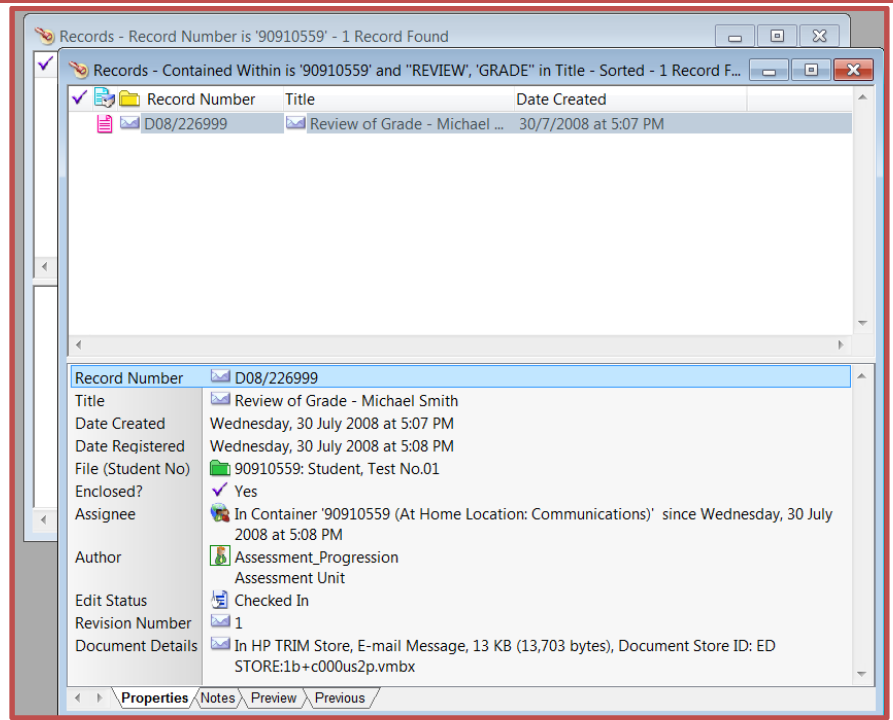 Records - Record Number is '90910559' - 1 Record Found
Records - Contained Within is '90910559' and "REVIEW', 'GRADE" in Title - Sorted - 1 Record F...
Record Number Title Date Created
D08/226999 Review of Grade - Michael ... 30/7/2008 at 5:07 PM
Record Number D08/226999
Title Review of Grade - Michael Smith
Date Created Wednesday, 30 July 2008 at 5:07 PM
Date Registered Wednesday, 30 July 2008 at 5:08 PM
File (Student No) 90910559: Student, Test No.01
Enclosed? Yes
Assignee In Container '90910559 (At Home Location: Communications)' since Wednesday, 30 July
2008 at 5:08 PM
Author Assessment_Progression
Assessment Unit
Edit Status Checked In
Revision Number 1
Document Details In HP TRIM Store, E-mail Message, 13 KB (13,703 bytes), Document Store ID: ED
STORE:1b+c000us2p.vmbx
Properties Notes Preview Previous